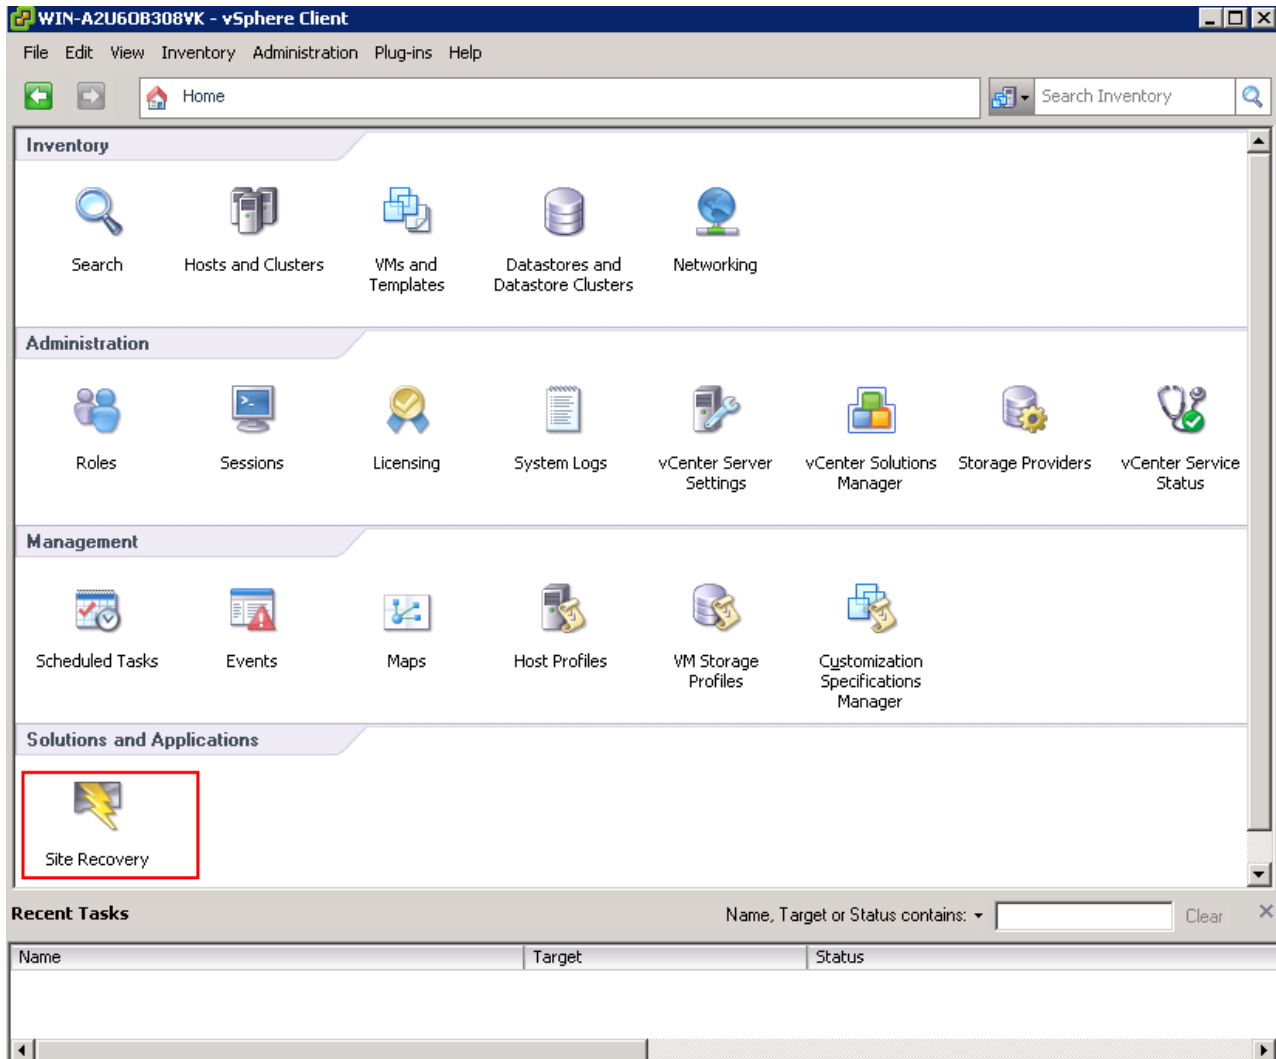 WIN-A2U6OB308VK - vSphere Client
File Edit View Inventory Administration Plug-ins Help
Home
Search Inventory
Inventory
Search
Hosts and Clusters
VMs and
Templates
Datastores and
Datastore Clusters
Networking
Administration
Roles
Sessions
Licensing
System Logs
vCenter Server
Settings
vCenter Solutions
Manager
Storage Providers
vCenter Service
Status
Management
Scheduled Tasks
Events
Maps
Host Profiles
VM Storage
Profiles
Customization
Specifications
Manager
Solutions and Applications
Site Recovery
Recent Tasks
Name, Target or Status contains:
Clear
Name
Target
Status